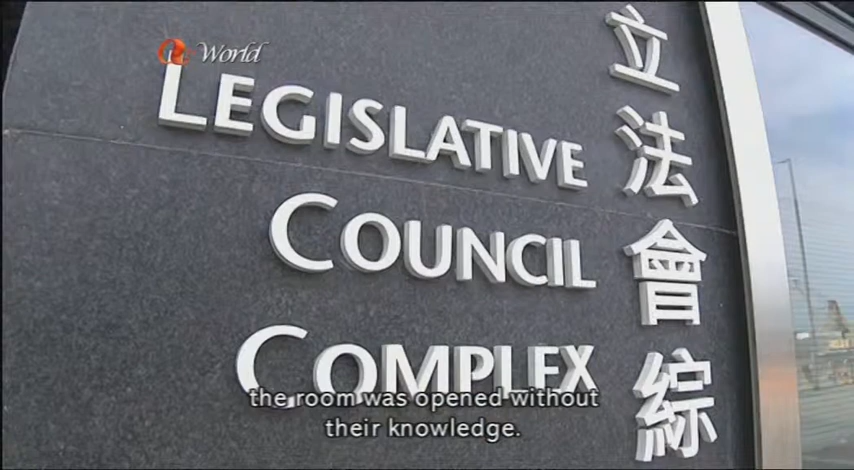 World
LEGISLATIVE
COUNCIL
COMPLEX
立法會綜
the room was opened without
their knowledge.